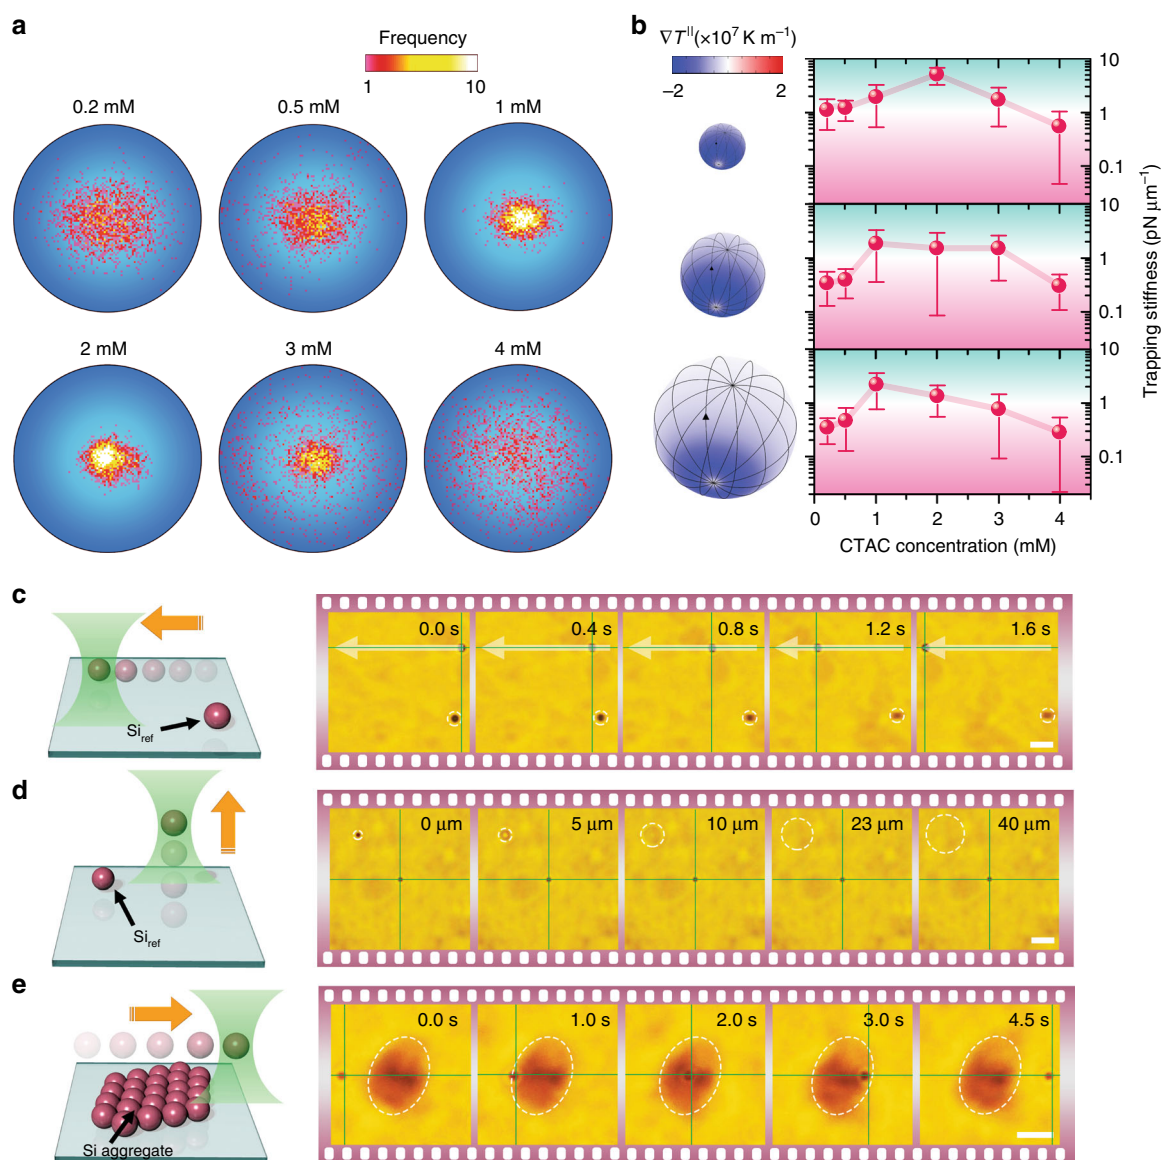 a
Frequency
1 10
0.2 mM 0.5 mM 1 mM
2 mM 3 mM 4 mM
b
∇T^||(×10⁷ K m⁻¹)
–2 2
10
1
0.1
10
1
0.1
10
1
0.1
Trapping stiffness (pN μm⁻¹)
0 1 2 3 4
CTAC concentration (mM)
c
Si_ref
0.0 s 0.4 s 0.8 s 1.2 s 1.6 s
d
Si_ref
0 μm 5 μm 10 μm 23 μm 40 μm
e
Si aggregate
0.0 s 1.0 s 2.0 s 3.0 s 4.5 s